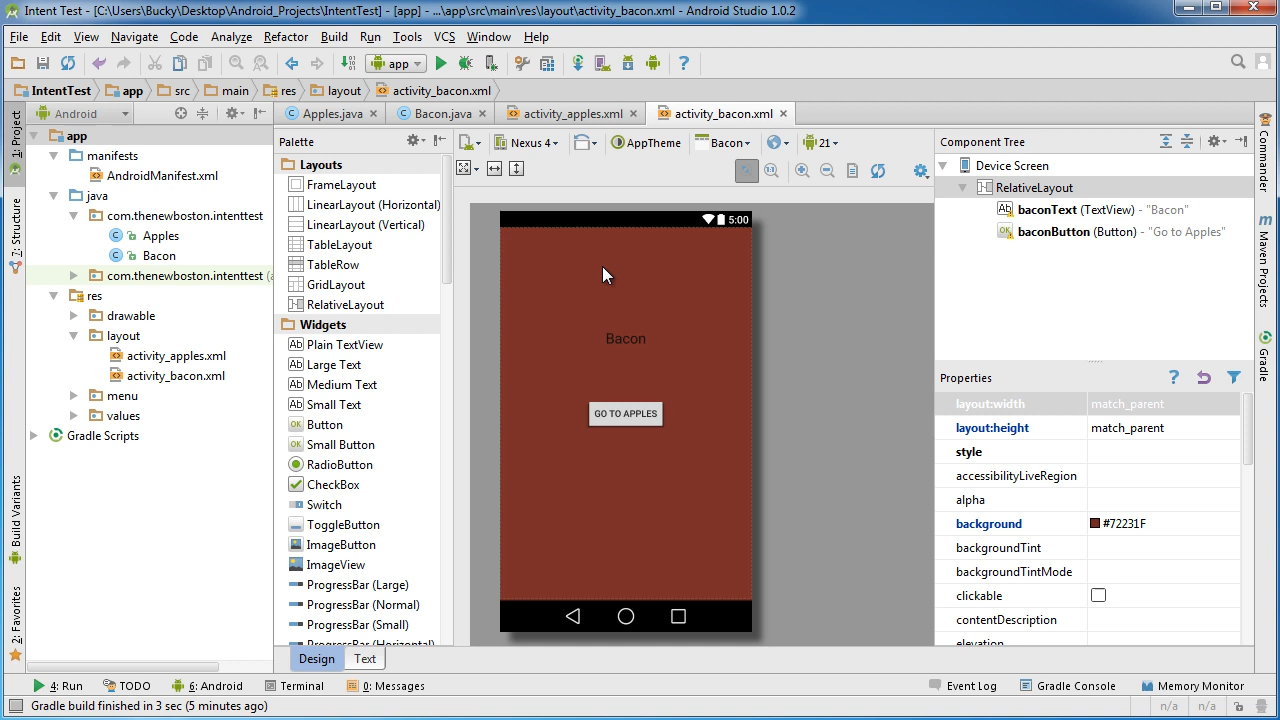 Intent Test - [C:\Users\Bucky\Desktop\Android_Projects\IntentTest] - [app] - ...\app\src\main\res\layout\activity_bacon.xml - Android Studio 1.0.2
File Edit View Navigate Code Analyze Refactor Build Run Tools VCS Window Help
app
IntentTest app src main res layout activity_bacon.xml
Android
Apples.java Bacon.java activity_apples.xml activity_bacon.xml
1: Project
7: Structure
Build Variants
2: Favorites
app
manifests
AndroidManifest.xml
java
com.thenewboston.intenttest
Apples
Bacon
com.thenewboston.intenttest (a
res
drawable
layout
activity_apples.xml
activity_bacon.xml
menu
values
Gradle Scripts
Palette
Layouts
FrameLayout
LinearLayout (Horizontal)
LinearLayout (Vertical)
TableLayout
TableRow
GridLayout
RelativeLayout
Widgets
Plain TextView
Large Text
Medium Text
Small Text
Button
Small Button
RadioButton
CheckBox
Switch
ToggleButton
ImageButton
ImageView
ProgressBar (Large)
ProgressBar (Normal)
ProgressBar (Small)
ProgressBar (Horizontal)
Design Text
Nexus 4 AppTheme Bacon 21
5:00
Bacon
GO TO APPLES
Component Tree
Device Screen
RelativeLayout
baconText (TextView) - "Bacon"
baconButton (Button) - "Go to Apples"
Properties
layout:width match_parent
layout:height match_parent
style
accessibilityLiveRegion
alpha
background #72231F
backgroundTint
backgroundTintMode
clickable
contentDescription
elevation
Commander
Maven Projects
Gradle
4: Run TODO 6: Android Terminal 0: Messages Event Log Gradle Console Memory Monitor
Gradle build finished in 3 sec (5 minutes ago) n/a n/a